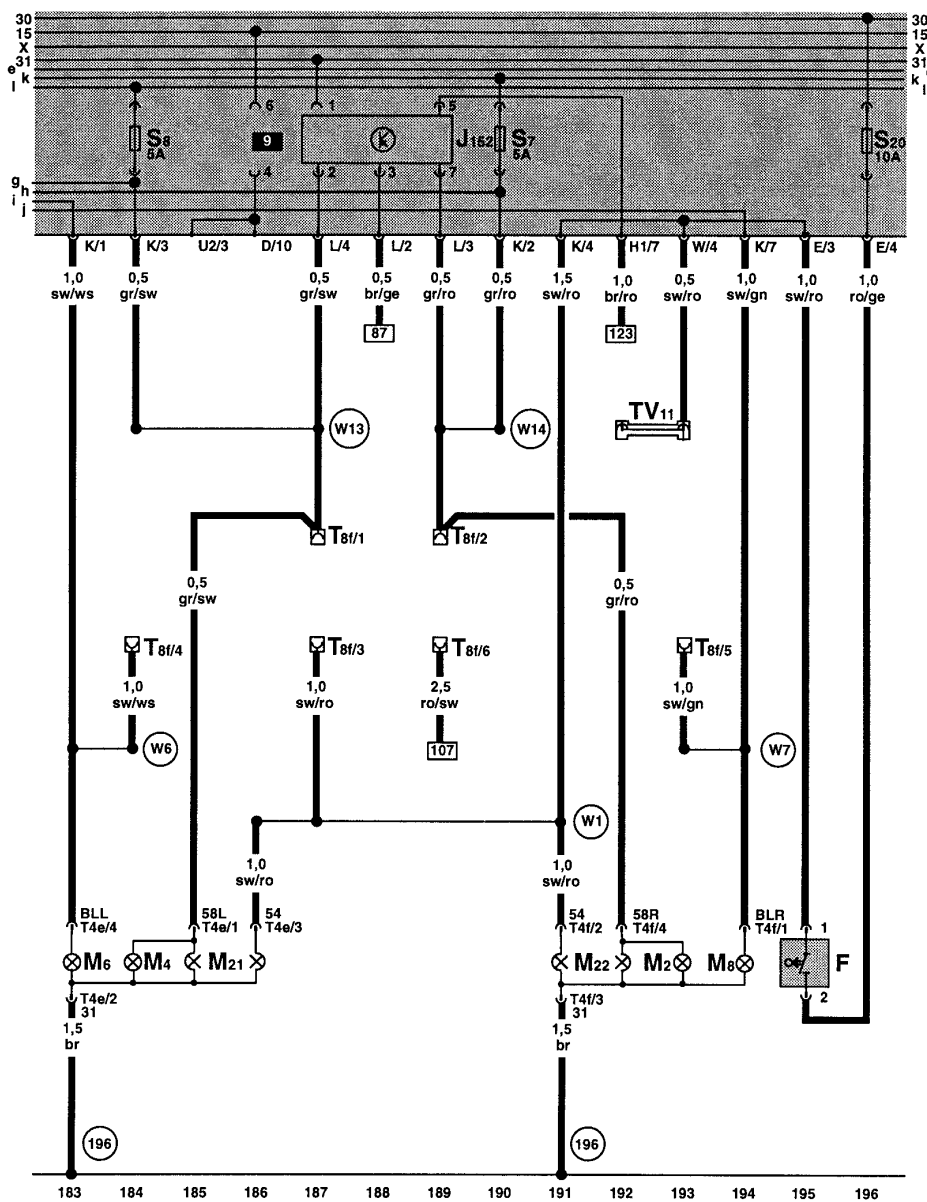 30 30
15 15
X X
31 31
e
k k
l l
6 1 5
S8
5A
9
J152
S7
5A
S20
10A
4 2 3 7
g
h
i
j
K/1 K/3 U2/3 D/10 L/4 L/2 L/3 K/2 K/4 H1/7 W/4 K/7 E/3 E/4
1,0 0,5 0,5 0,5 0,5 0,5 1,5 1,0 0,5 1,0 1,0 1,0
sw/ws gr/sw gr/sw br/ge gr/ro gr/ro sw/ro br/ro sw/ro sw/gn sw/ro ro/ge
87 123
TV11
W13 W14
T8f/1 T8f/2
0,5 0,5
gr/sw gr/ro
T8f/4 T8f/3 T8f/6 T8f/5
1,0 1,0 2,5 1,0
sw/ws sw/ro ro/sw sw/gn
W6 107 W7
W1
1,0 1,0
sw/ro sw/ro
BLL 58L 54 54 58R BLR
T4e/4 T4e/1 T4e/3 T4f/2 T4f/4 T4f/1 1
M6 M4 M21 M22 M2 M8 F
T4e/2 T4f/3 2
31 31
1,5 1,5
br br
196 196
183 184 185 186 187 188 189 190 191 192 193 194 195 196